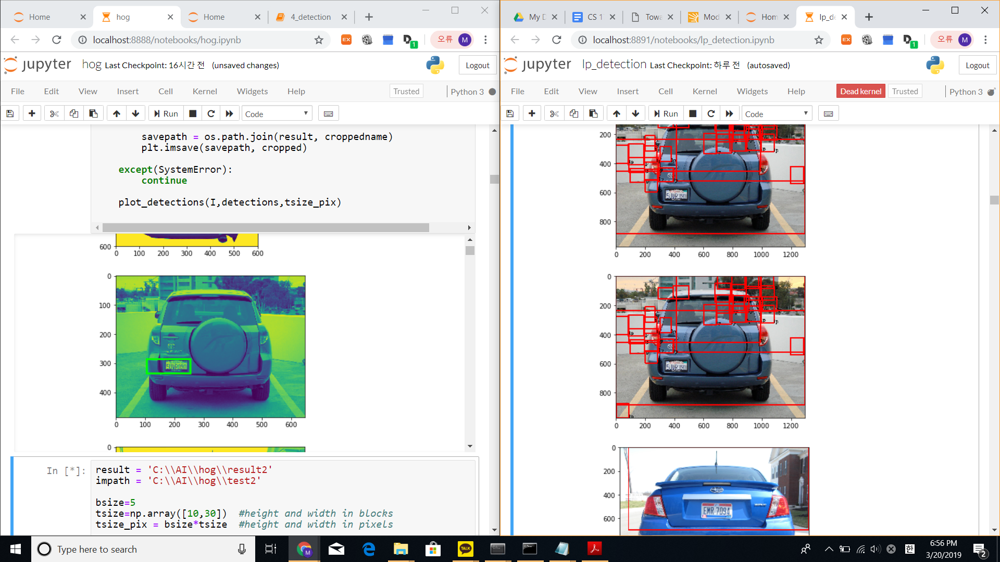 Home
hog
Home
4_detection
localhost:8888/notebooks/hog.ipynb
EX
1
오류
M
jupyter
hog Last Checkpoint: 16시간 전 (unsaved changes)
Logout
File Edit View Insert Cell Kernel Widgets Help
Trusted
Python 3
Run
Code
savepath = os.path.join(result, croppedname)
plt.imsave(savepath, cropped)
except(SystemError):
continue
plot_detections(I,detections,tsize_pix)
600
0 100 200 300 400 500 600
0
100
200
300
400
0 100 200 300 400 500 600
0
In [*]:
result = 'C:\\AI\\hog\\result2'
impath = 'C:\\AI\\hog\\test2'
bsize=5
tsize=np.array([10,30]) #height and width in blocks
tsize_pix = bsize*tsize #height and width in pixels
My D
CS 1
Towa
Mod
Hom
lp_de
localhost:8891/notebooks/lp_detection.ipynb
EX
1
오류
M
jupyter
lp_detection Last Checkpoint: 하루 전 (autosaved)
Logout
File Edit View Insert Cell Kernel Widgets Help
Dead kernel
Trusted
Python 3
Run
Code
200
400
600
800
0 200 400 600 800 1000 1200
0
200
400
600
800
0 200 400 600 800 1000 1200
0
200
400
600
EMR 7094
Type here to search
M
TALK
한
6:56 PM
3/20/2019
2